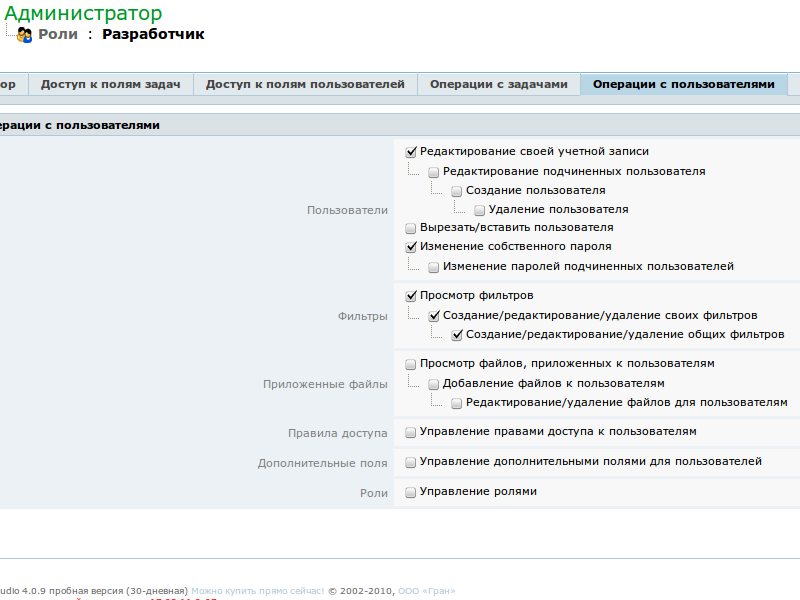 Администратор
Роли : Разработчик
ор Доступ к полям задач Доступ к полям пользователей Операции с задачами Операции с пользователями
ерации с пользователями
Пользователи
Редактирование своей учетной записи
Редактирование подчиненных пользователя
Создание пользователя
Удаление пользователя
Вырезать/вставить пользователя
Изменение собственного пароля
Изменение паролей подчиненных пользователей
Фильтры
Просмотр фильтров
Создание/редактирование/удаление своих фильтров
Создание/редактирование/удаление общих фильтров
Приложенные файлы
Просмотр файлов, приложенных к пользователям
Добавление файлов к пользователям
Редактирование/удаление файлов для пользователям
Правила доступа
Управление правами доступа к пользователям
Дополнительные поля
Управление дополнительными полями для пользователей
Роли
Управление ролями
udio 4.0.9 пробная версия (30-дневная) Можно купить прямо сейчас! © 2002-2010, ООО «Гран»